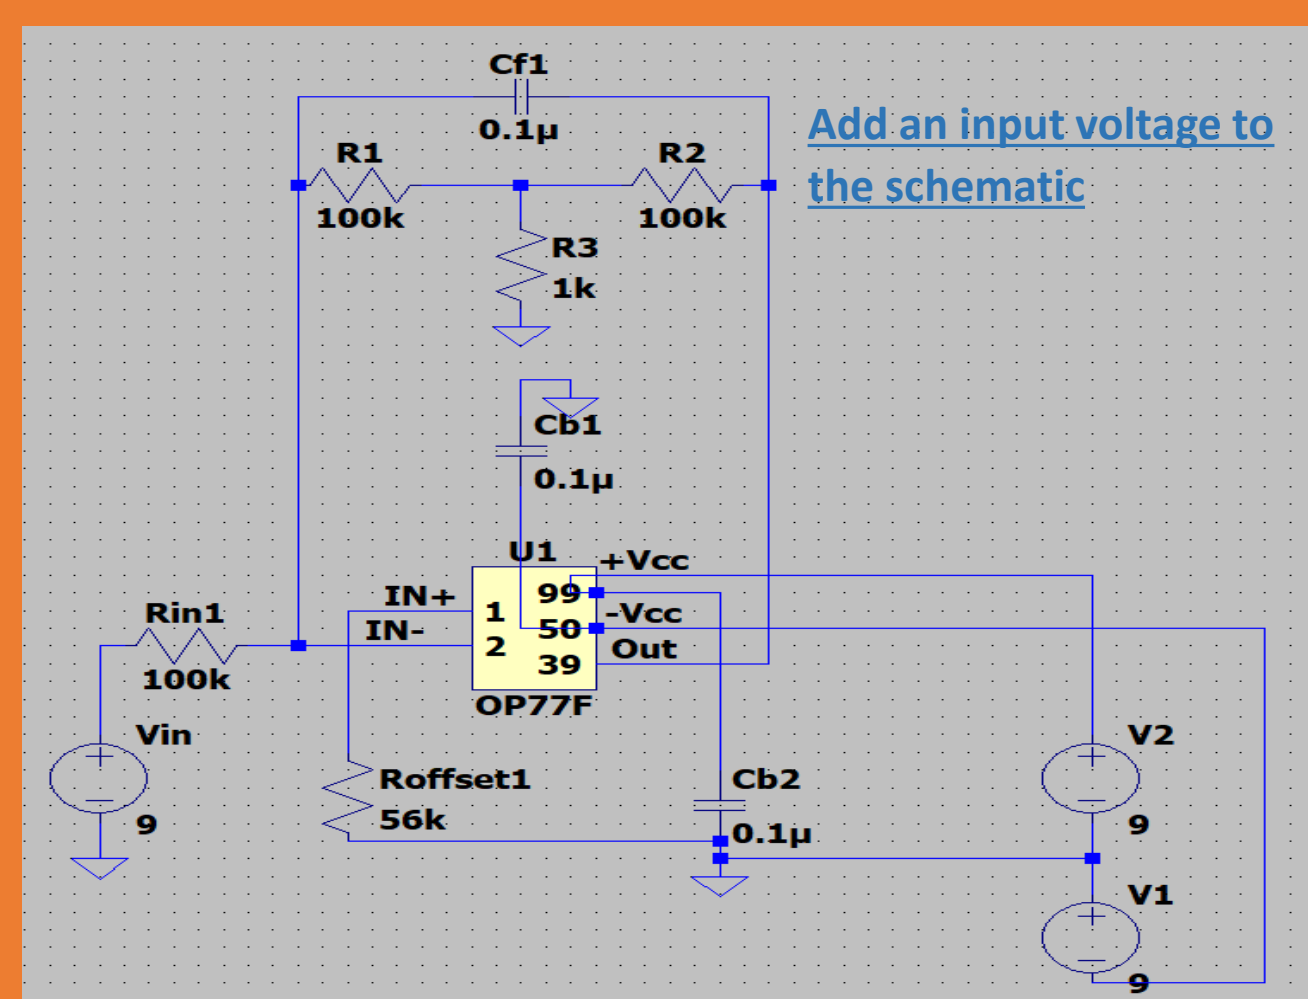 Cf1
0.1µ
Add an input voltage to
the schematic
R1
100k
R2
100k
R3
1k
Cb1
0.1µ
U1
+Vcc
99
-Vcc
50
Out
39
IN+
1
IN-
2
OP77F
Rin1
100k
Vin
9
Roffset1
56k
Cb2
0.1µ
V2
9
V1
9